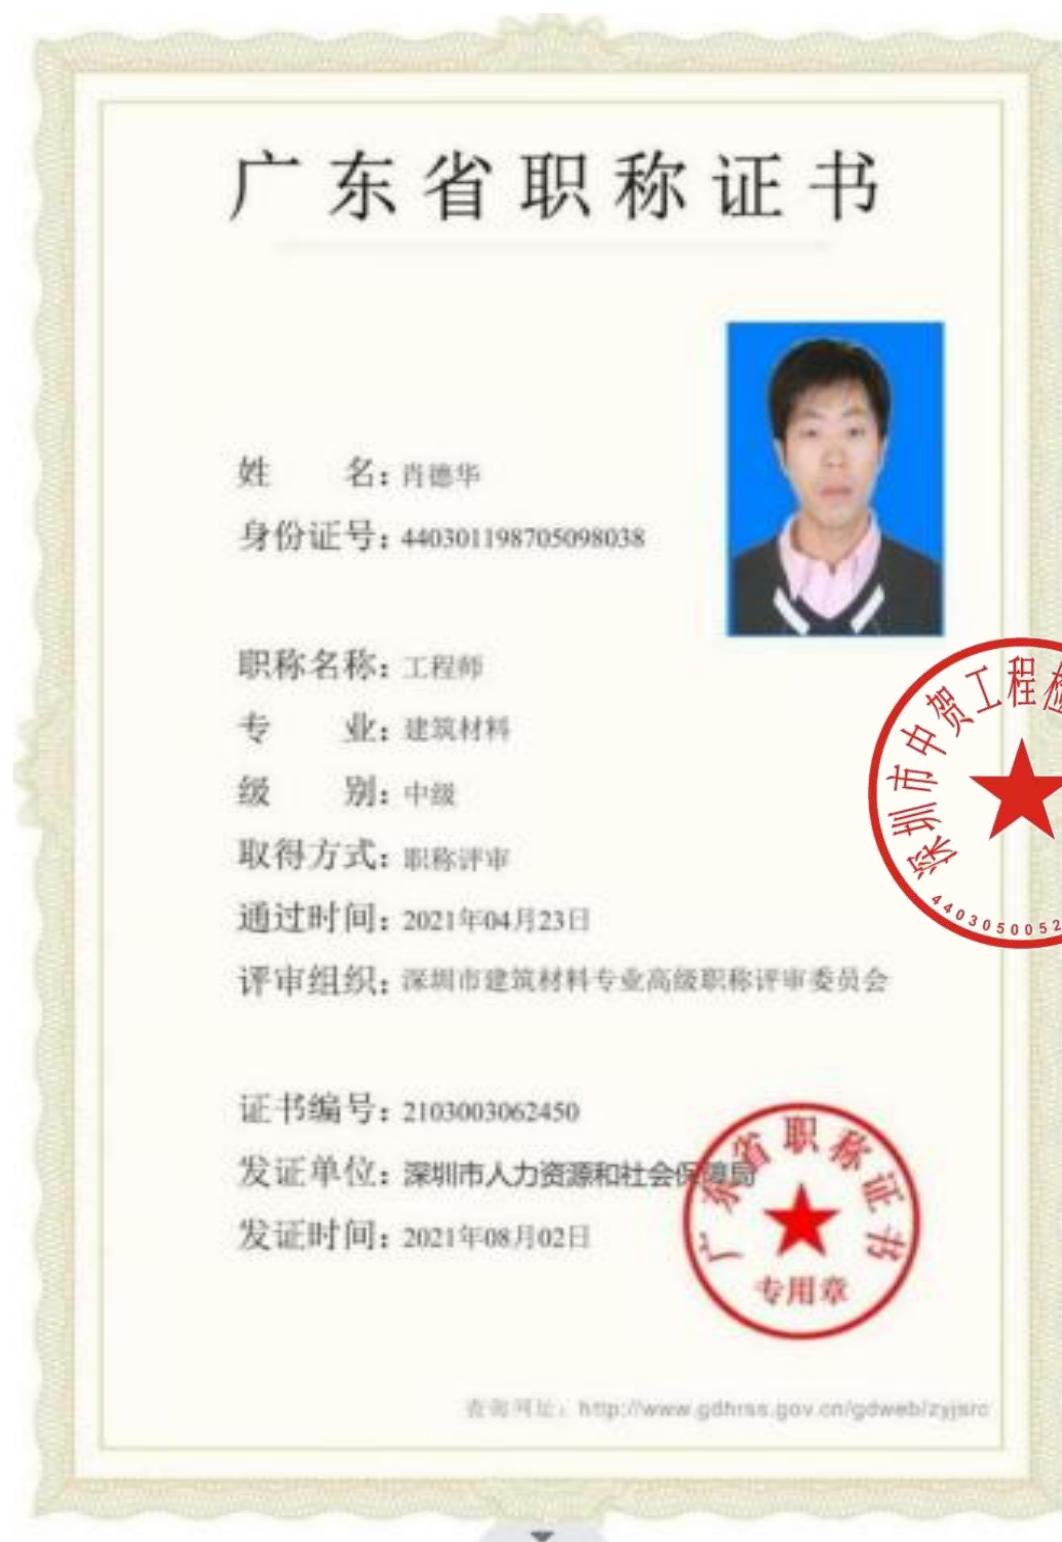 广东省职称证书
姓 名：肖德华
身份证号：440301198705098038
职称名称：工程师
专 业：建筑材料
级 别：中级
取得方式：职称评审
通过时间：2021年04月23日
评审组织：深圳市建筑材料专业高级职称评审委员会
深圳市中贺工程检
4403050052
证书编号：2103003062450
发证单位：深圳市人力资源和社会保障局
发证时间：2021年08月02日
广东省职称证书
专用章
查询网址：http://www.gdhrss.gov.cn/gdweb/zyjsrc